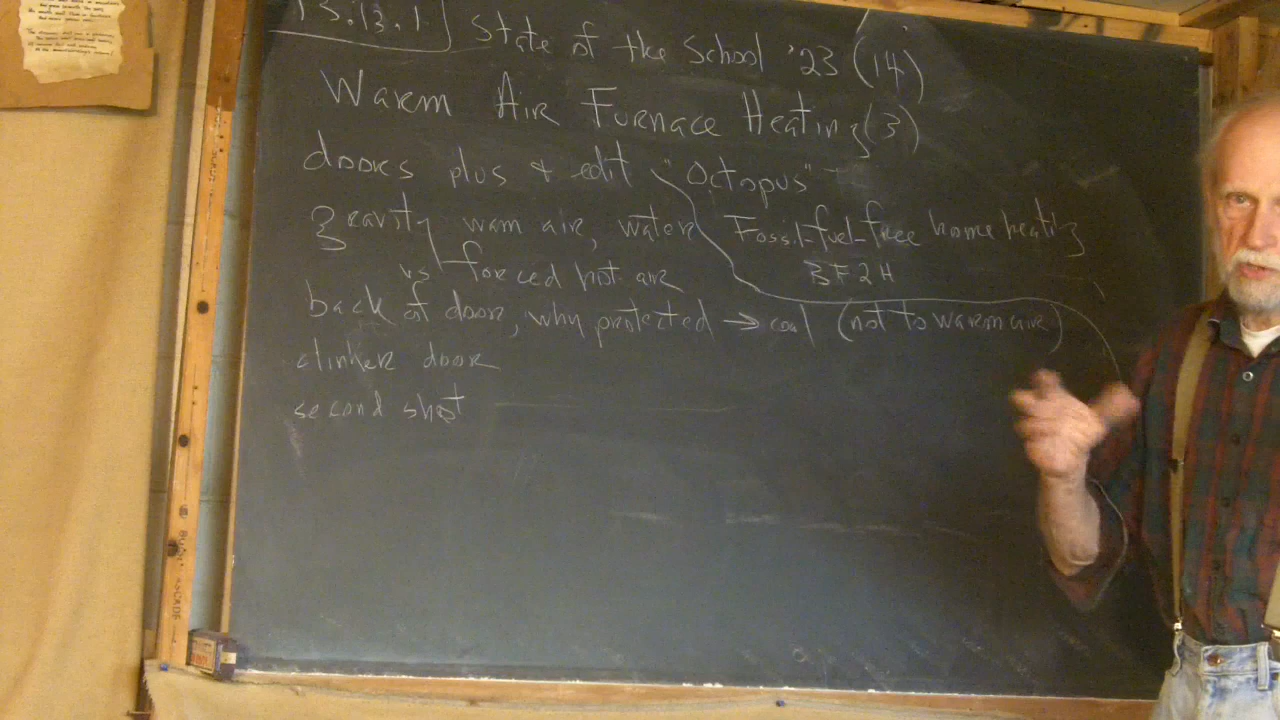 13.13.1] State of the School '23 (14)
Warm Air Furnace Heating (3)
doors plus & edit "Octopus"
gravity warm air, water Fossil-fuel-free home heating
vs forced hot air BF2H
back of door, why protected → coal (not to warm air)
clinker door
second shot